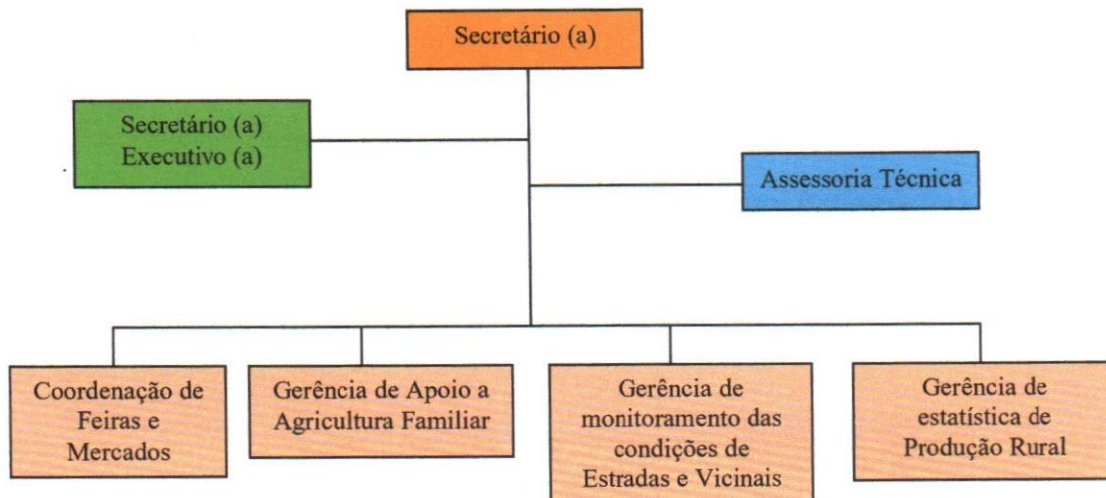 Secretário (a)
Secretário (a)
Executivo (a)
Assessoria Técnica
Coordenação de
Feiras e
Mercados
Gerência de Apoio a
Agricultura Familiar
Gerência de
monitoramento das
condições de
Estradas e Vicinais
Gerência de
estatística de
Produção Rural